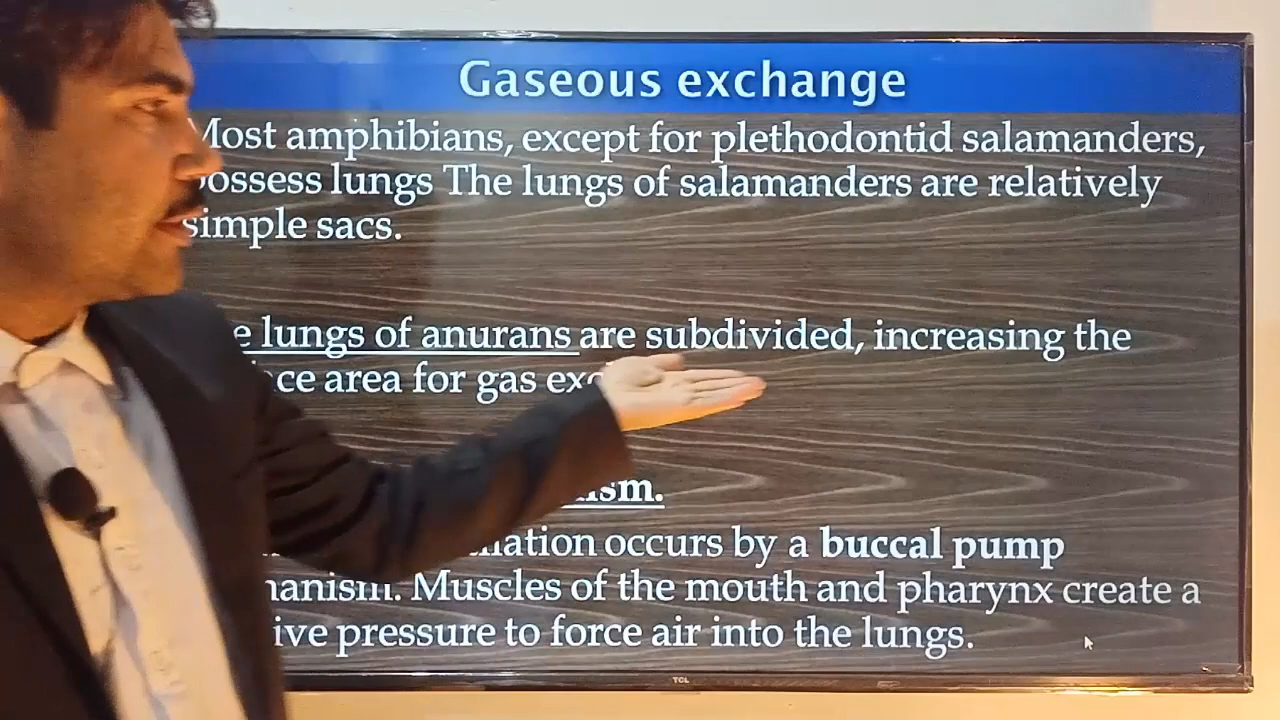 Gaseous exchange
Most amphibians, except for plethodontid salamanders,
possess lungs The lungs of salamanders are relatively
simple sacs.
lungs of anurans are subdivided, increasing the
area for gas
occurs by a buccal pump
Muscles of the mouth and pharynx create a
pressure to force air into the lungs.
TCL